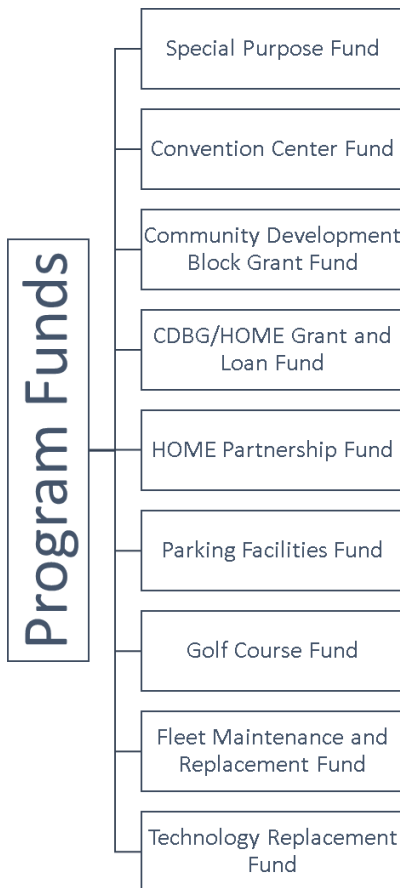 Program Funds
Special Purpose Fund
Convention Center Fund
Community Development
Block Grant Fund
CDBG/HOME Grant and
Loan Fund
HOME Partnership Fund
Parking Facilities Fund
Golf Course Fund
Fleet Maintenance and
Replacement Fund
Technology Replacement
Fund